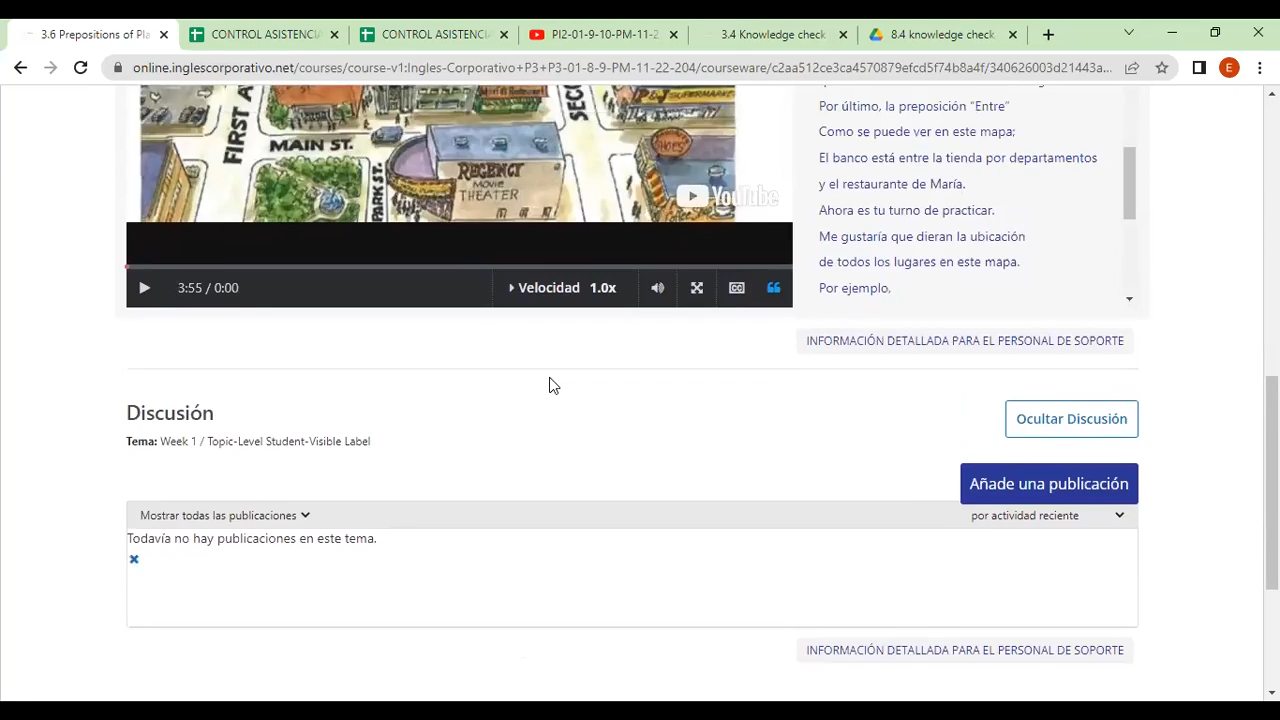 3.6 Prepositions of Pla
CONTROL ASISTENCIA
CONTROL ASISTENCIA
PI2-01-9-10-PM-11-2
3.4 Knowledge check
8.4 knowledge check
E
online.inglescorporativo.net/courses/course-v1:Ingles-Corporativo+P3+P3-01-8-9-PM-11-22-204/courseware/c2aa512ce3ca4570879efcd5f74b8a4f/340626003d21443a...
Por último, la preposición “Entre”
Como se puede ver en este mapa;
El banco está entre la tienda por departamentos
y el restaurante de María.
Ahora es tu turno de practicar.
Me gustaría que dieran la ubicación
de todos los lugares en este mapa.
Por ejemplo,
FIRST A
MAIN ST.
PARK ST.
SEC
REGENCY
MOVIE
THEATER
SHOES
SUPERMARKET
YouTube
3:55 / 0:00
Velocidad 1.0x
CC
INFORMACIÓN DETALLADA PARA EL PERSONAL DE SOPORTE
Discusión
Ocultar Discusión
Tema: Week 1 / Topic-Level Student-Visible Label
Añade una publicación
Mostrar todas las publicaciones
por actividad reciente
Todavía no hay publicaciones en este tema.
INFORMACIÓN DETALLADA PARA EL PERSONAL DE SOPORTE